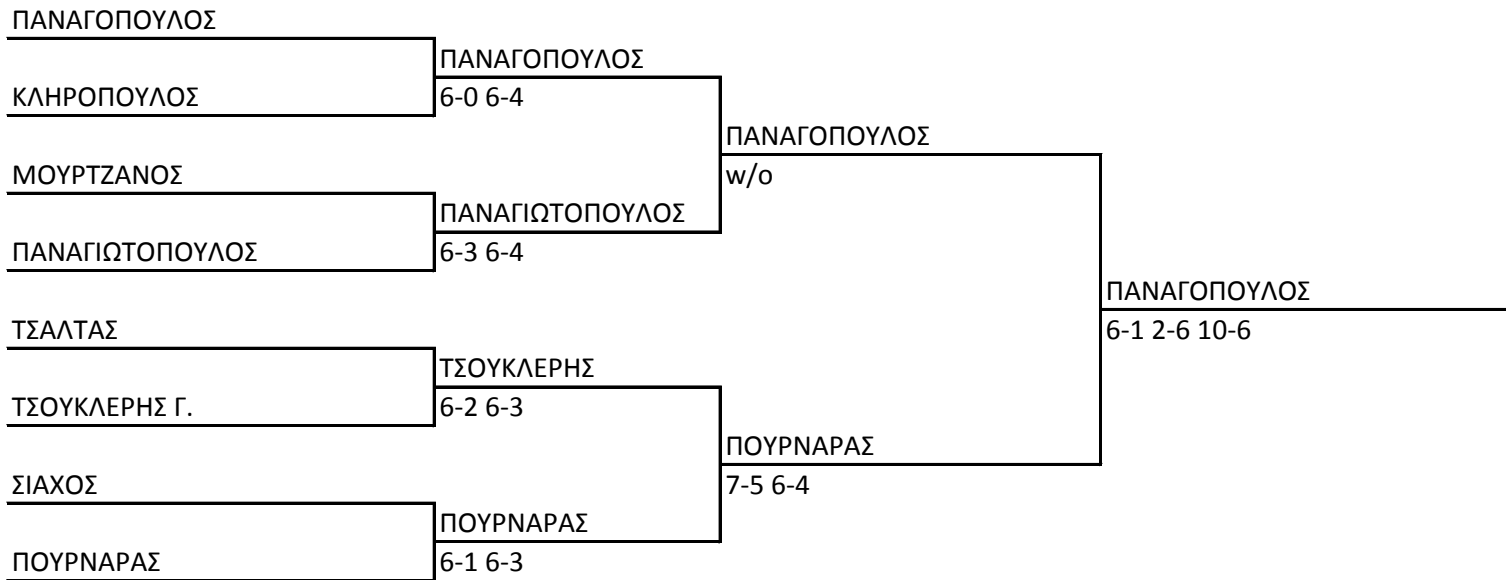 ΠΑΝΑΓΟΠΟΥΛΟΣ
ΠΑΝΑΓΟΠΟΥΛΟΣ
ΚΛΗΡΟΠΟΥΛΟΣ
6-0 6-4
ΠΑΝΑΓΟΠΟΥΛΟΣ
ΜΟΥΡΤΖΑΝΟΣ
w/o
ΠΑΝΑΓΙΩΤΟΠΟΥΛΟΣ
ΠΑΝΑΓΙΩΤΟΠΟΥΛΟΣ
6-3 6-4
ΠΑΝΑΓΟΠΟΥΛΟΣ
ΤΣΑΛΤΑΣ
6-1 2-6 10-6
ΤΣΟΥΚΛΕΡΗΣ
ΤΣΟΥΚΛΕΡΗΣ Γ.
6-2 6-3
ΠΟΥΡΝΑΡΑΣ
ΣΙΑΧΟΣ
7-5 6-4
ΠΟΥΡΝΑΡΑΣ
ΠΟΥΡΝΑΡΑΣ
6-1 6-3